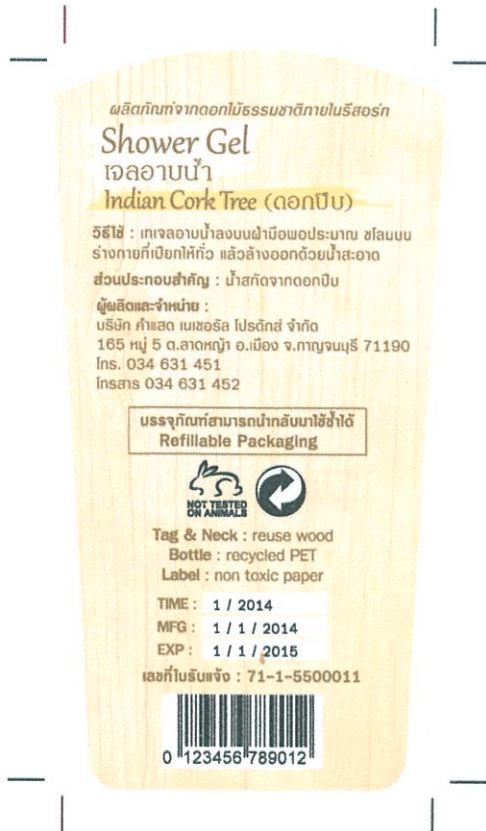 ผลิตภัณฑ์จากดอกไม้ธรรมชาติภายในรีสอร์ท
Shower Gel
เจลอาบน้ำ
Indian Cork Tree (ดอกปีบ)
วิธีใช้ : เทเจลอาบน้ำลงบนฝ่ามือพอประมาณ ชโลมบน
ร่างกายที่เปียกให้ทั่ว แล้วล้างออกด้วยน้ำสะอาด
ส่วนประกอบสำคัญ : น้ำสกัดจากดอกปีบ
ผู้ผลิตและจำหน่าย :
บริษัท คำแสด เนเชอรัล โปรดักส์ จำกัด
165 หมู่ 5 ต.ลาดหญ้า อ.เมือง จ.กาญจนบุรี 71190
โทร. 034 631 451
โทรสาร 034 631 452
บรรจุภัณฑ์สามารถนำกลับมาใช้ซ้ำได้
Refillable Packaging
NOT TESTED
ON ANIMALS
Tag & Neck : reuse wood
Bottle : recycled PET
Label : non toxic paper
TIME : 1 / 2014
MFG : 1 / 1 / 2014
EXP : 1 / 1 / 2015
เลขที่ใบรับแจ้ง : 71-1-5500011
0 123456 789012